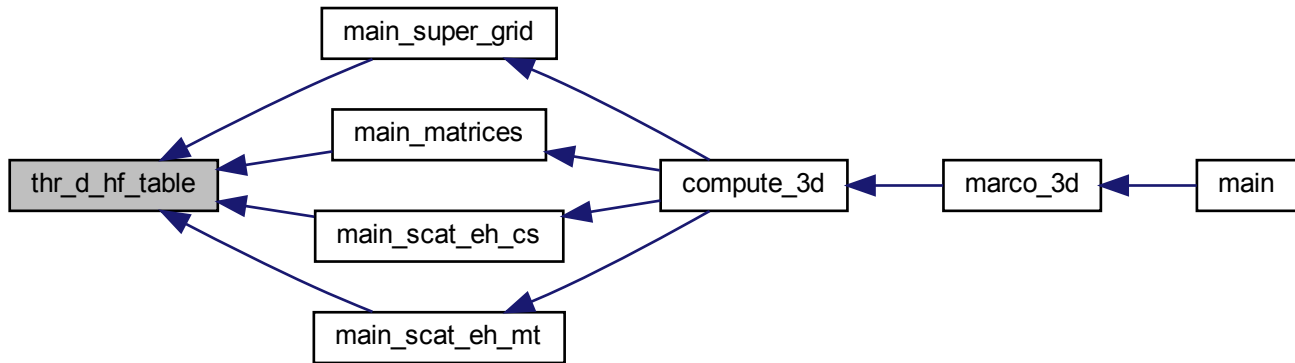 main_super_grid
main_matrices
thr_d_hf_table
compute_3d
marco_3d
main
main_scat_eh_cs
main_scat_eh_mt